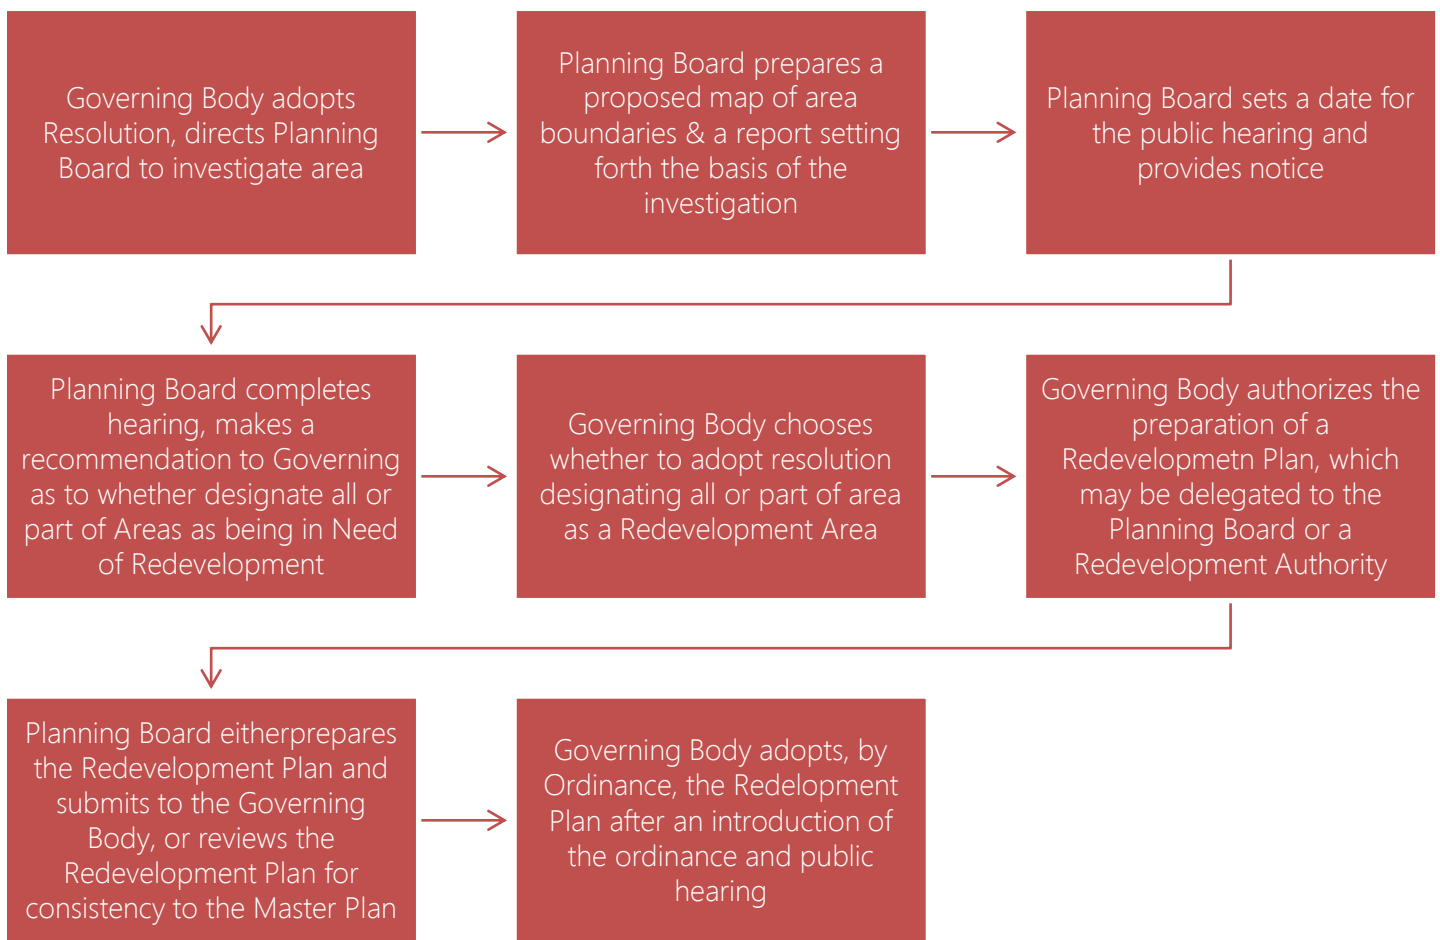 Governing Body adopts
Resolution, directs Planning
Board to investigate area
Planning Board prepares a
proposed map of area
boundaries & a report setting
forth the basis of the
investigation
Planning Board sets a date for
the public hearing and
provides notice
Planning Board completes
hearing, makes a
recommendation to Governing
as to whether designate all or
part of Areas as being in Need
of Redevelopment
Governing Body chooses
whether to adopt resolution
designating all or part of area
as a Redevelopment Area
Governing Body authorizes the
preparation of a
Redevelopmetn Plan, which
may be delegated to the
Planning Board or a
Redevelopment Authority
Planning Board eitherprepares
the Redevelopment Plan and
submits to the Governing
Body, or reviews the
Redevelopment Plan for
consistency to the Master Plan
Governing Body adopts, by
Ordinance, the Redelopment
Plan after an introduction of
the ordinance and public
hearing